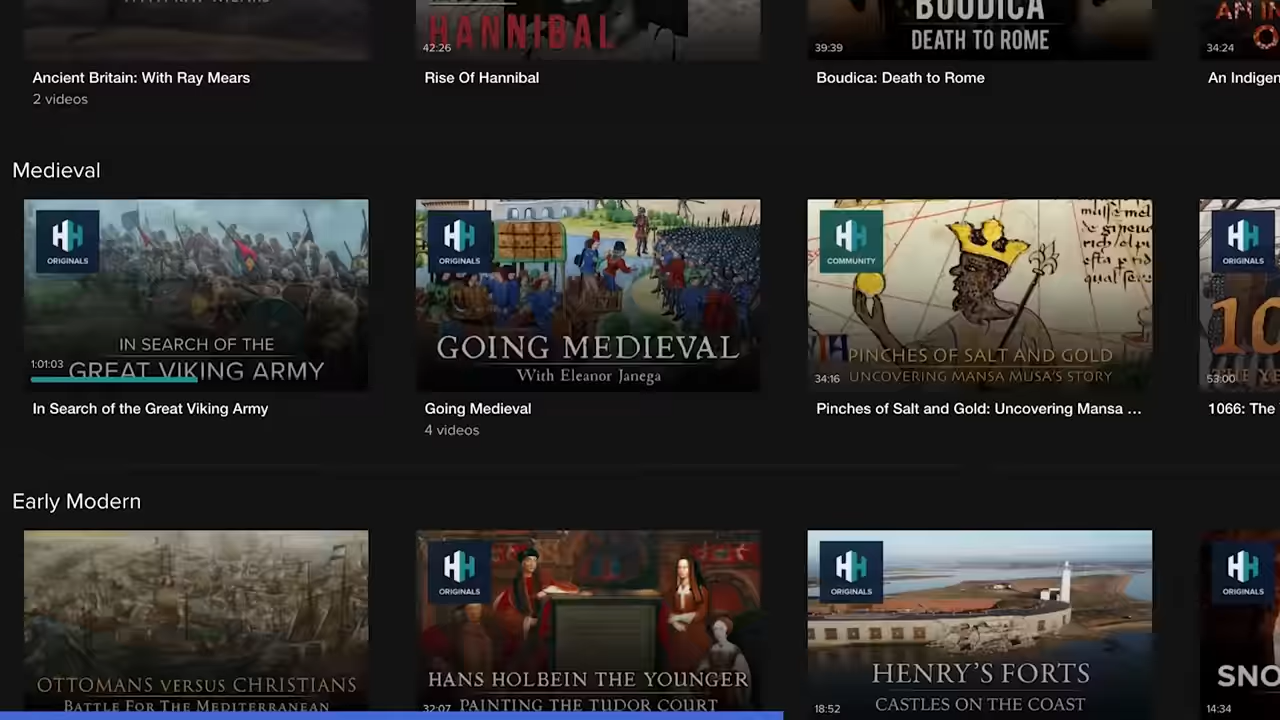 HANNIBAL
42:26
BOUDICA
DEATH TO ROME
39:39
AN IN
34:24
Ancient Britain: With Ray Mears
2 videos
Rise Of Hannibal
Boudica: Death to Rome
An Indigen
Medieval
ORIGINALS
IN SEARCH OF THE
GREAT VIKING ARMY
1:01:03
ORIGINALS
GOING MEDIEVAL
With Eleanor Janega
COMMUNITY
PINCHES OF SALT AND GOLD
UNCOVERING MANSA MUSA'S STORY
34:16
ORIGINALS
10
THE YE
53:00
In Search of the Great Viking Army
Going Medieval
4 videos
Pinches of Salt and Gold: Uncovering Mansa ...
1066: The
Early Modern
OTTOMANS VERSUS CHRISTIANS
BATTLE FOR THE MEDITERRANEAN
ORIGINALS
HANS HOLBEIN THE YOUNGER
PAINTING THE TUDOR COURT
32:07
ORIGINALS
HENRY'S FORTS
CASTLES ON THE COAST
18:52
ORIGINALS
SNO
14:34